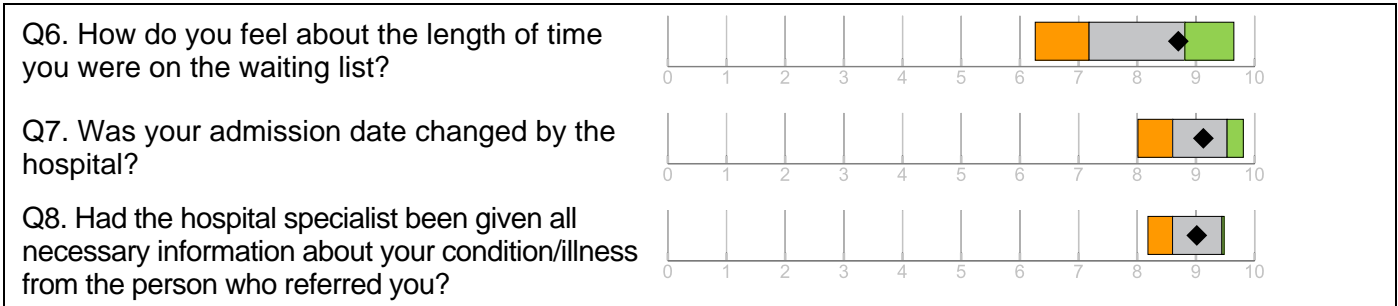 Q6. How do you feel about the length of time
you were on the waiting list?
0 1 2 3 4 5 6 7 8 9 10
Q7. Was your admission date changed by the
hospital?
0 1 2 3 4 5 6 7 8 9 10
Q8. Had the hospital specialist been given all
necessary information about your condition/illness
from the person who referred you?
0 1 2 3 4 5 6 7 8 9 10